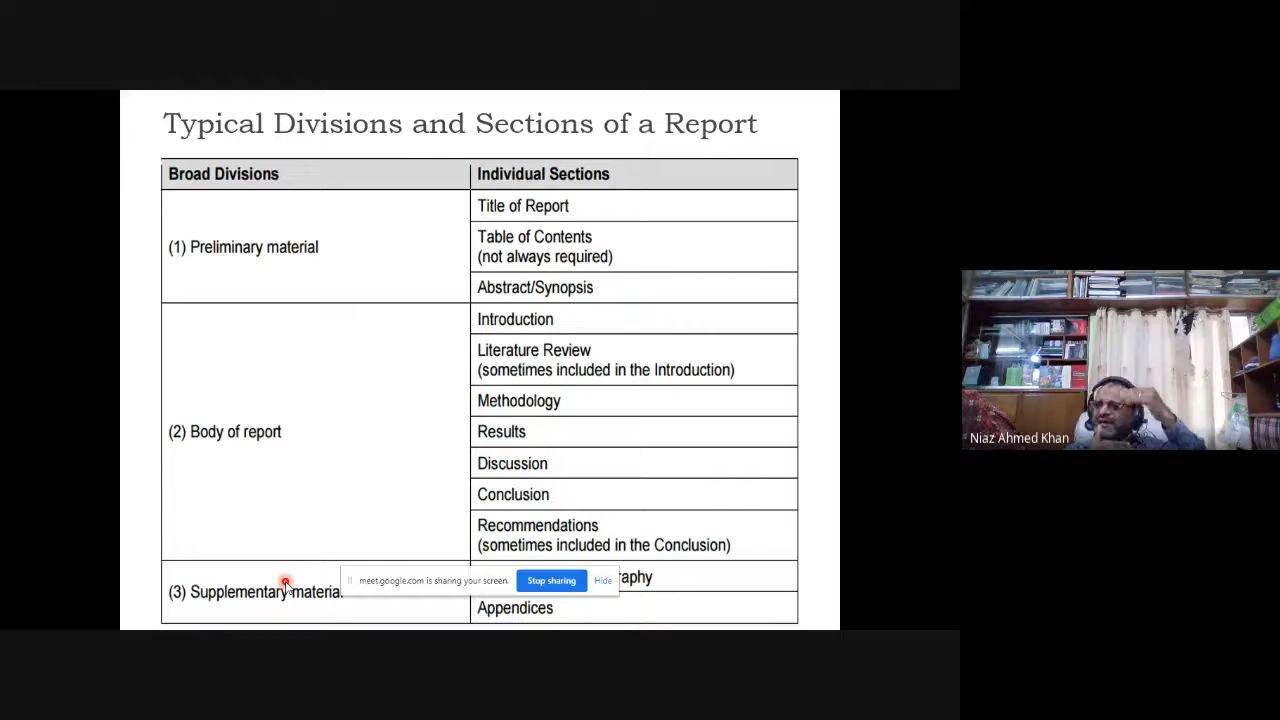 Typical Divisions and Sections of a Report
Broad Divisions
Individual Sections
(1) Preliminary material
Title of Report
Table of Contents
(not always required)
Abstract/Synopsis
(2) Body of report
Introduction
Literature Review
(sometimes included in the Introduction)
Methodology
Results
Discussion
Conclusion
Recommendations
(sometimes included in the Conclusion)
(3) Supplementary material
Appendices
meet.google.com is sharing your screen.
Stop sharing
Hide
Niaz Ahmed Khan